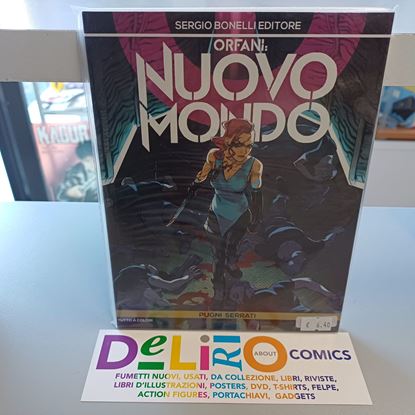 SERGIO BONELLI EDITORE
ORFANI:
NUOVO
MONDO
PUGNI SERRATI
TUTTO A COLORI
€ 4,40
DeLiRiO
ABOUT
COMICS
FUMETTI NUOVI, USATI, DA COLLEZIONE, LIBRI, RIVISTE,
LIBRI D'ILLUSTRAZIONI, POSTERS, DVD, T-SHIRTS, FELPE,
ACTION FIGURES, PORTACHIAVI, GADGETS